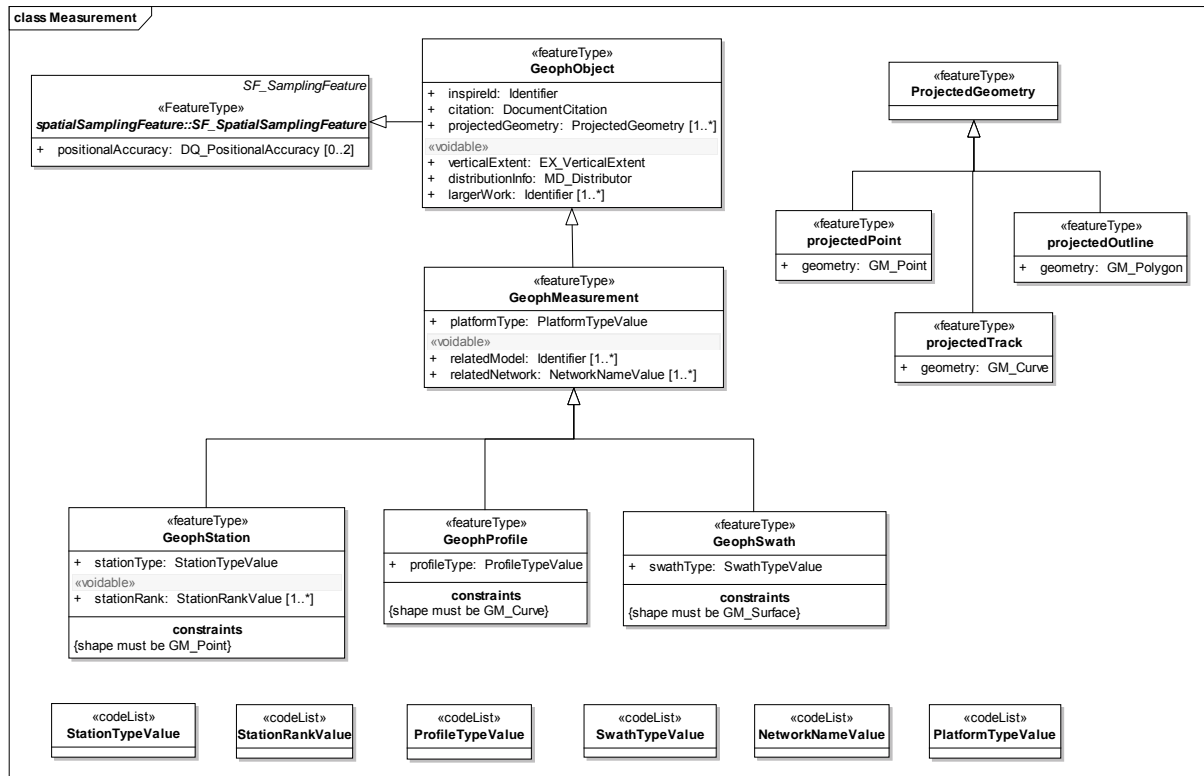 class Measurement
SF_SamplingFeature
«FeatureType»
spatialSamplingFeature::SF_SpatialSamplingFeature
+ positionalAccuracy: DQ_PositionalAccuracy [0..2]
«featureType»
GeophObject
+ inspireId: Identifier
+ citation: DocumentCitation
+ projectedGeometry: ProjectedGeometry [1..*]
«voidable»
+ verticalExtent: EX_VerticalExtent
+ distributionInfo: MD_Distributor
+ largerWork: Identifier [1..*]
«featureType»
ProjectedGeometry
«featureType»
projectedPoint
+ geometry: GM_Point
«featureType»
projectedOutline
+ geometry: GM_Polygon
«featureType»
projectedTrack
+ geometry: GM_Curve
«featureType»
GeophMeasurement
+ platformType: PlatformTypeValue
«voidable»
+ relatedModel: Identifier [1..*]
+ relatedNetwork: NetworkNameValue [1..*]
«featureType»
GeophStation
+ stationType: StationTypeValue
«voidable»
+ stationRank: StationRankValue [1..*]
constraints
{shape must be GM_Point}
«featureType»
GeophProfile
+ profileType: ProfileTypeValue
constraints
{shape must be GM_Curve}
«featureType»
GeophSwath
+ swathType: SwathTypeValue
constraints
{shape must be GM_Surface}
«codeList»
StationTypeValue
«codeList»
StationRankValue
«codeList»
ProfileTypeValue
«codeList»
SwathTypeValue
«codeList»
NetworkNameValue
«codeList»
PlatformTypeValue